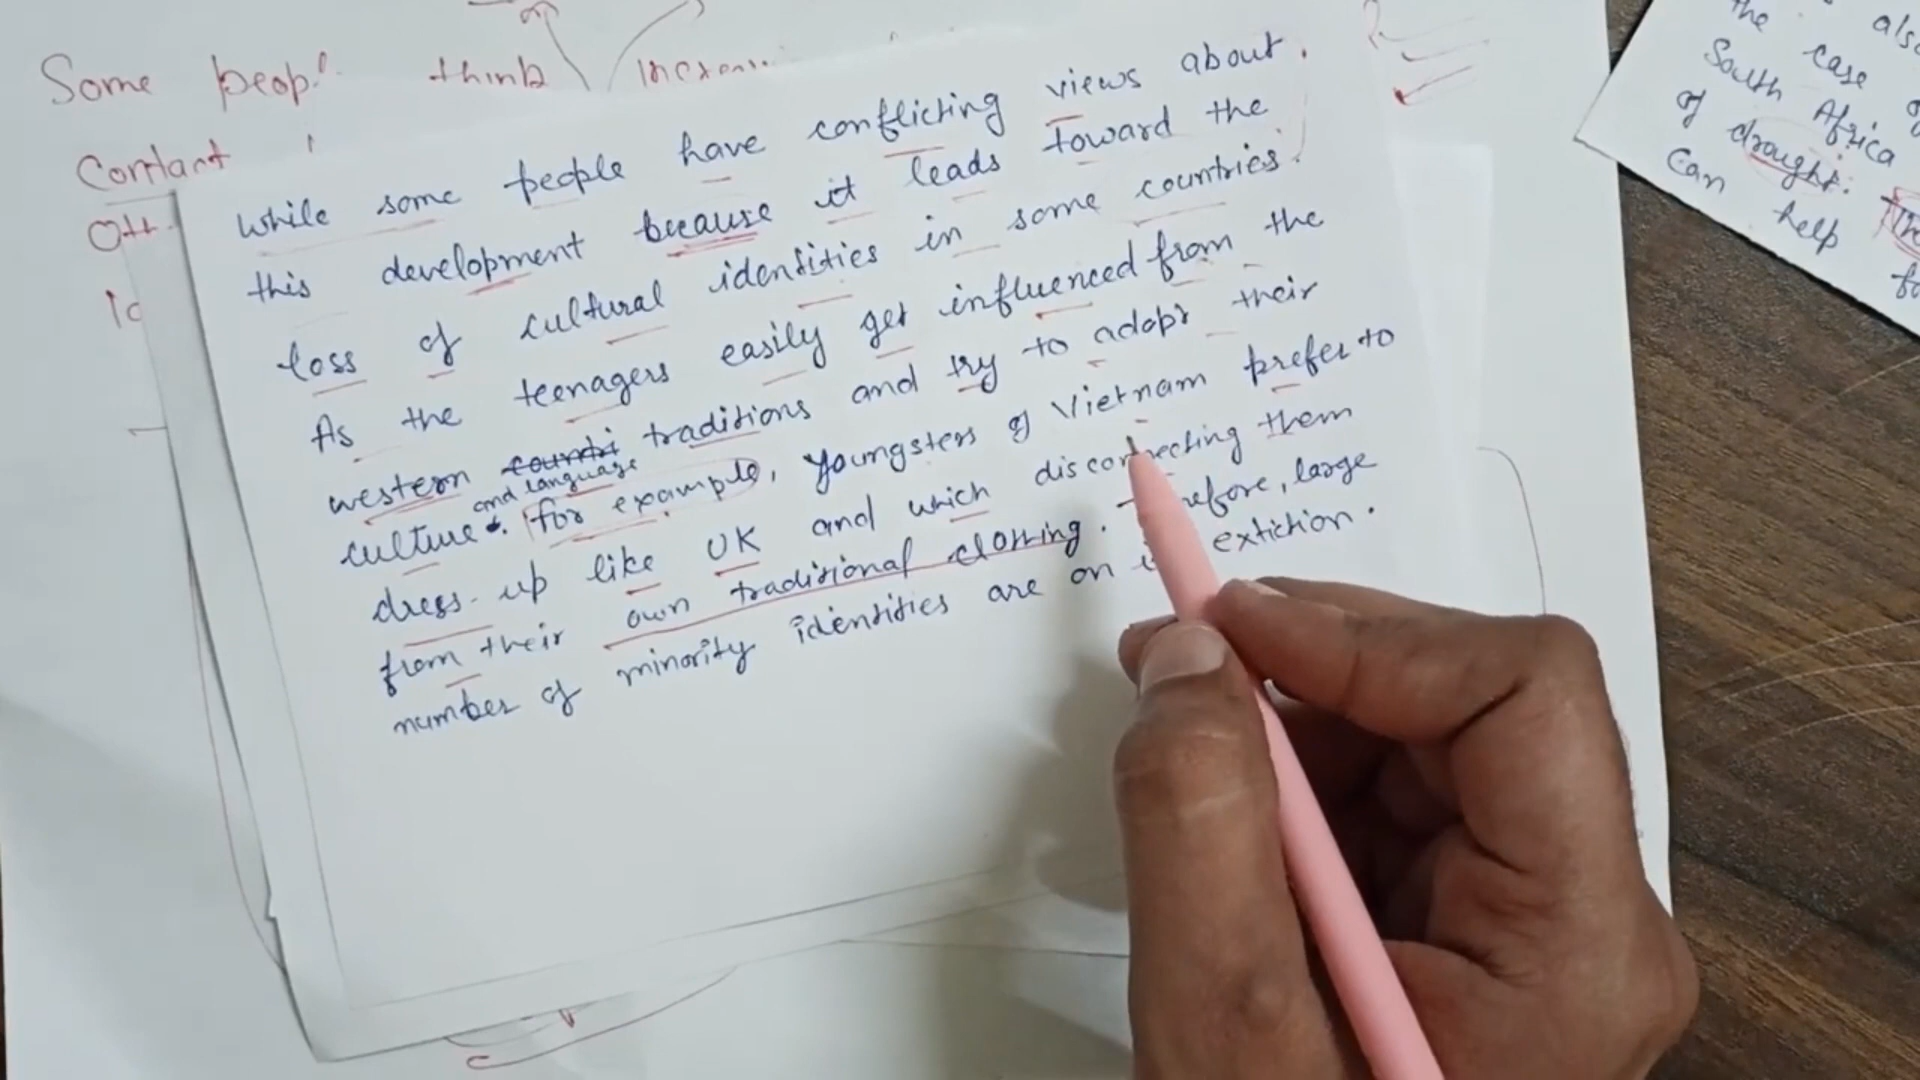 Some think
Contact
While some people have conflicting views about.
this development because it leads toward the
loss of cultural identities in some countries.
As the teenagers easily get influenced from the
western countri traditions and try to adopt their
culture and language. For example, youngsters of Vietnam prefer to
dress-up like UK and which disconnecting them
from their own traditional clothing. large
number of minority identities are on extiction.
also
the case
South Africa
of drought.
can help